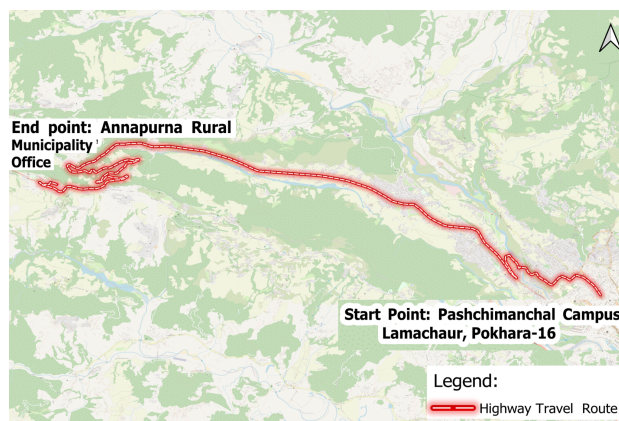 End point: Annapurna Rural
Municipality
Office
Start Point: Pashchimanchal Campus
Lamachaur, Pokhara-16
Legend:
Highway Travel Route